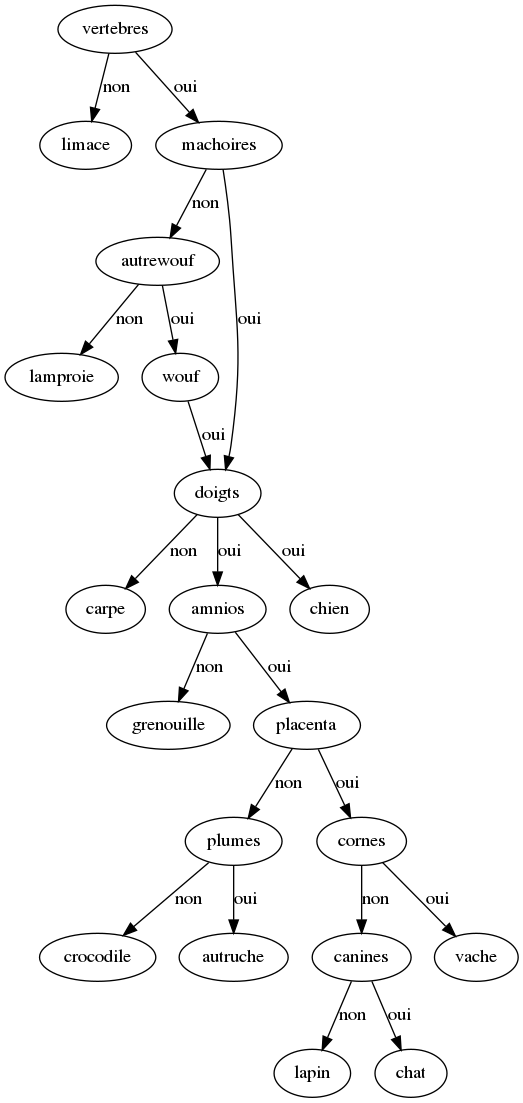 vertebres
non
oui
limace
machoires
non
autrewouf
non
oui
oui
lamproie
wouf
oui
doigts
non
oui
oui
carpe
amnios
chien
non
oui
grenouille
placenta
non
oui
plumes
cornes
non
oui
non
oui
crocodile
autruche
canines
vache
non
oui
lapin
chat